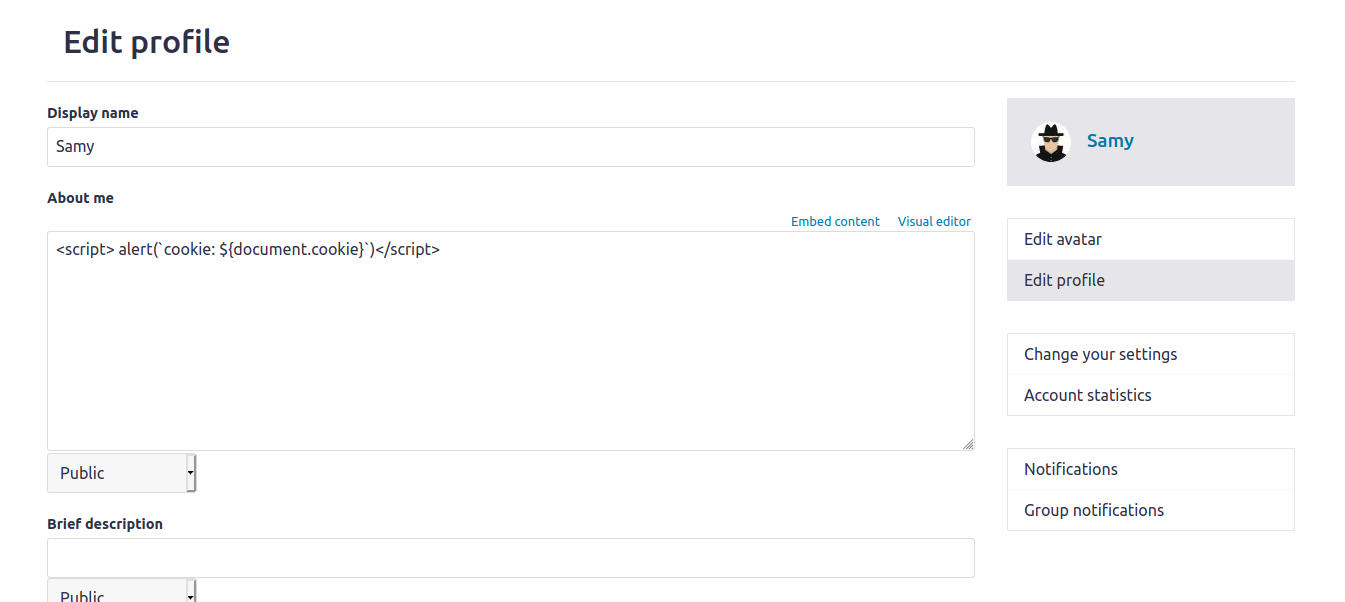 Edit profile
Display name
Samy
About me
Embed content Visual editor
<script> alert(`cookie: ${document.cookie}`)</script>
Public
Brief description
Public
Samy
Edit avatar
Edit profile
Change your settings
Account statistics
Notifications
Group notifications